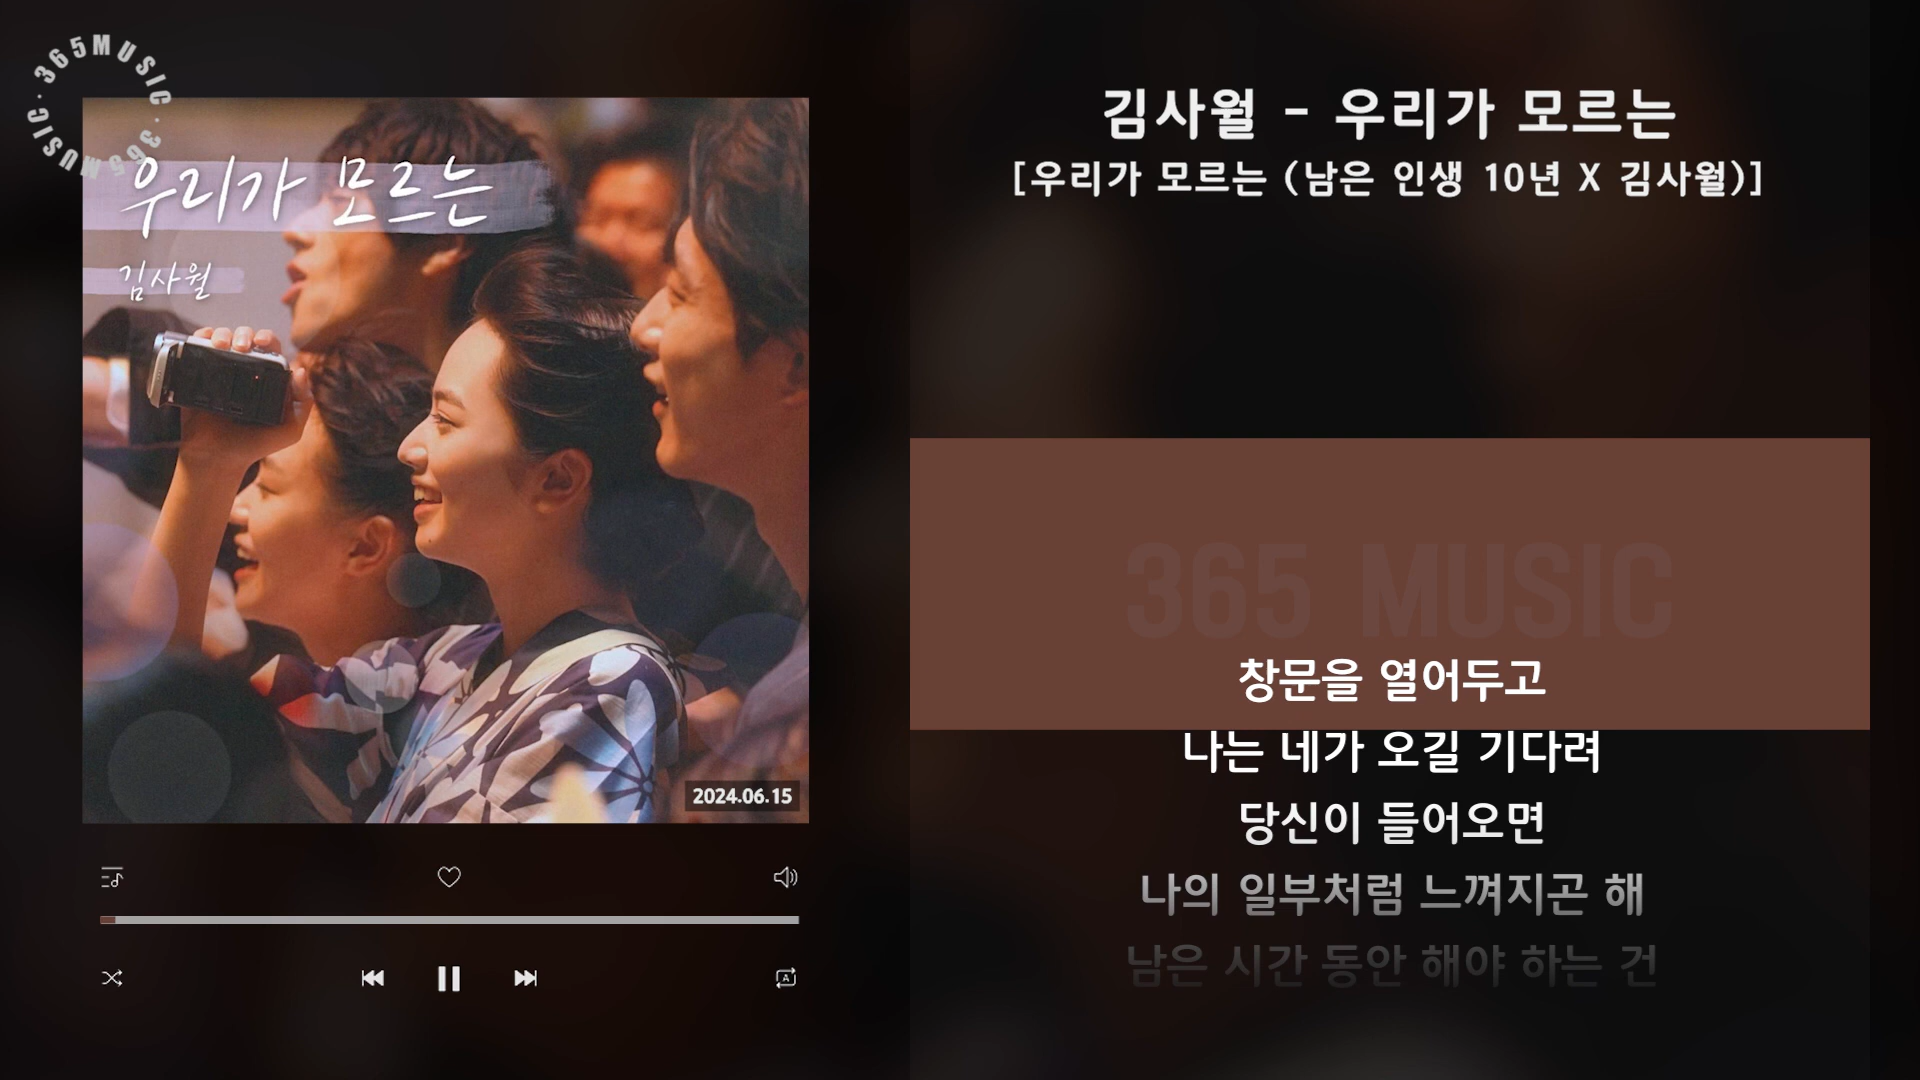 365MUSIC · 365MUSIC ·
우리가 모르는
김사월
2024.06.15
김사월 - 우리가 모르는
[우리가 모르는 (남은 인생 10년 X 김사월)]
365 MUSIC
창문을 열어두고
나는 네가 오길 기다려
당신이 들어오면
나의 일부처럼 느껴지곤 해
남은 시간 동안 해야 하는 건